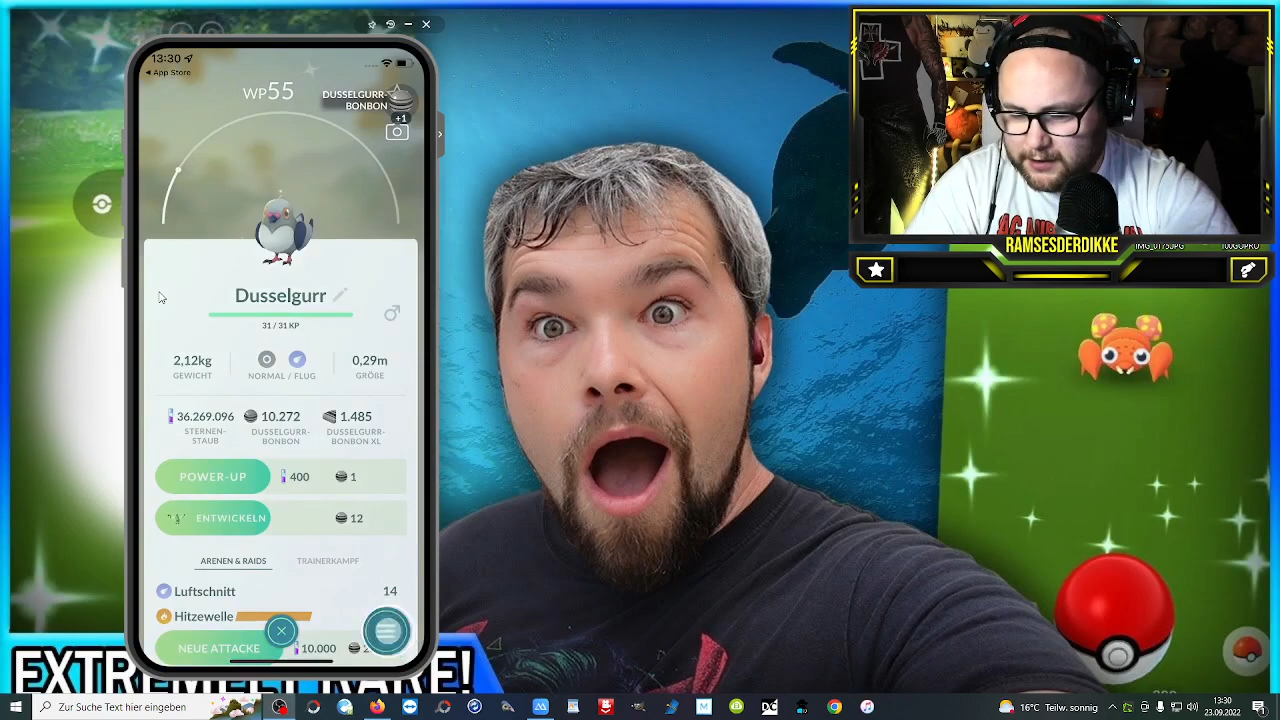 13:30
App Store
WP55
DUSSELGURR-
BONBON
+1
Dusselgurr
31 / 31 KP
2,12kg
GEWICHT
NORMAL / FLUG
0,29m
GRÖßE
36.269.096
STERNEN-
STAUB
10.272
DUSSELGURR-
BONBON
1.485
DUSSELGURR-
BONBON XL
POWER-UP
400
1
ENTWICKELN
12
ARENEN & RAIDS
TRAINERKAMPF
Luftschnitt
14
Hitzewelle
NEUE ATTACKE
10.000
RAMSESDERDIKKE
100GOPRO
Zur Suche Text hier eingeben
16°C Teilw. sonnig
13:30
23.09.2022